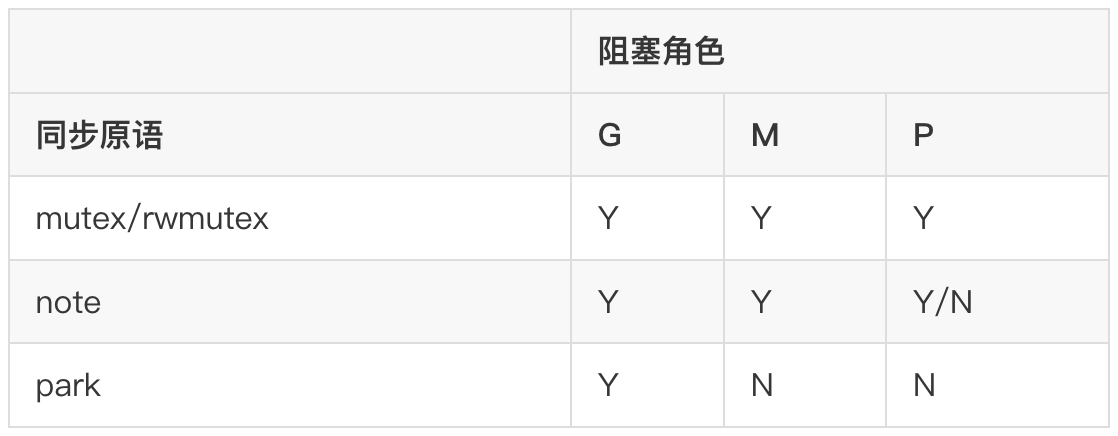 阻塞角色
同步原语 G M P
mutex/rwmutex Y Y Y
note Y Y Y/N
park Y N N